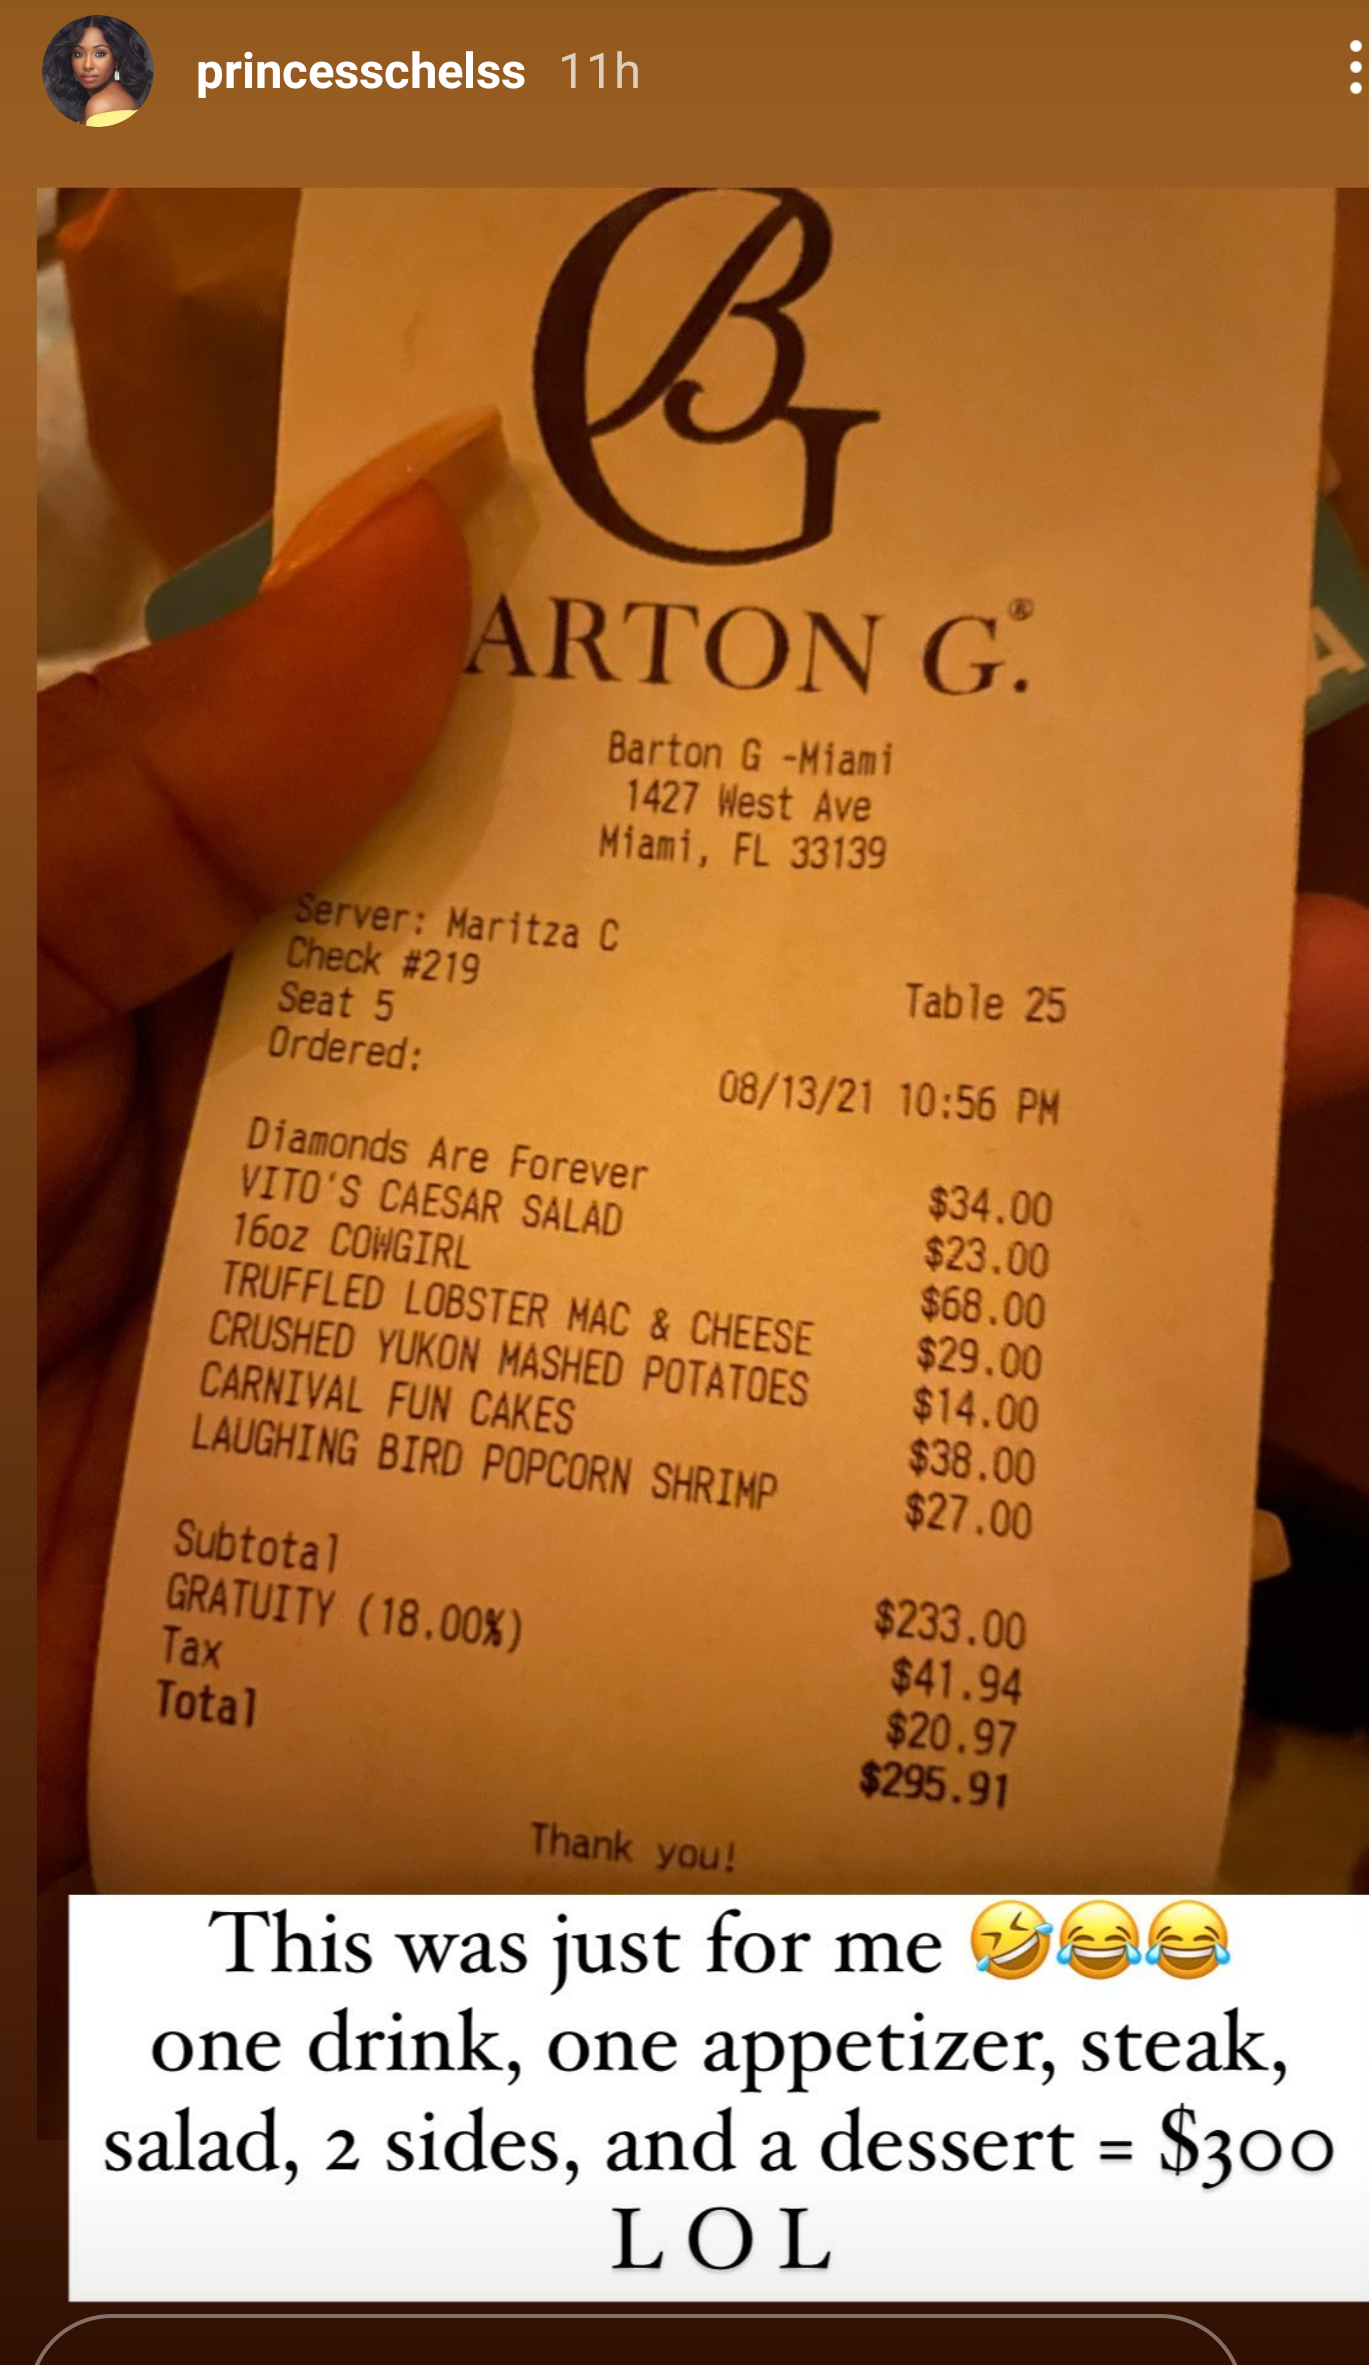 princesschelss 11h
BG
ARTON G.®
Barton G -Miami
1427 West Ave
Miami, FL 33139
Server: Maritza C
Check #219 Table 25
Seat 5
Ordered: 08/13/21 10:56 PM
Diamonds Are Forever $34.00
VITO'S CAESAR SALAD $23.00
16oz COWGIRL $68.00
TRUFFLED LOBSTER MAC & CHEESE $29.00
CRUSHED YUKON MASHED POTATOES $14.00
CARNIVAL FUN CAKES $38.00
LAUGHING BIRD POPCORN SHRIMP $27.00
Subtotal $233.00
GRATUITY (18.00%) $41.94
Tax $20.97
Total $295.91
Thank you!
A
This was just for me 🤣😂😂
one drink, one appetizer, steak,
salad, 2 sides, and a dessert = $300
L O L